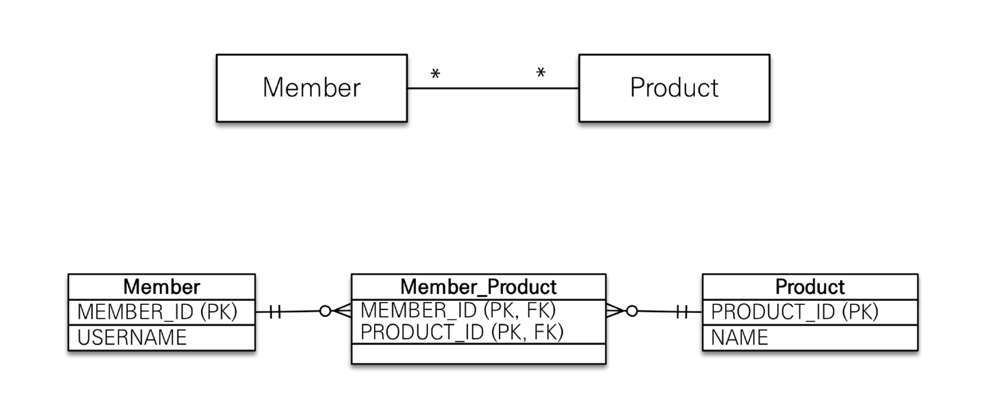 Member
*
*
Product
Member
MEMBER_ID (PK)
USERNAME
Member_Product
MEMBER_ID (PK, FK)
PRODUCT_ID (PK, FK)
Product
PRODUCT_ID (PK)
NAME